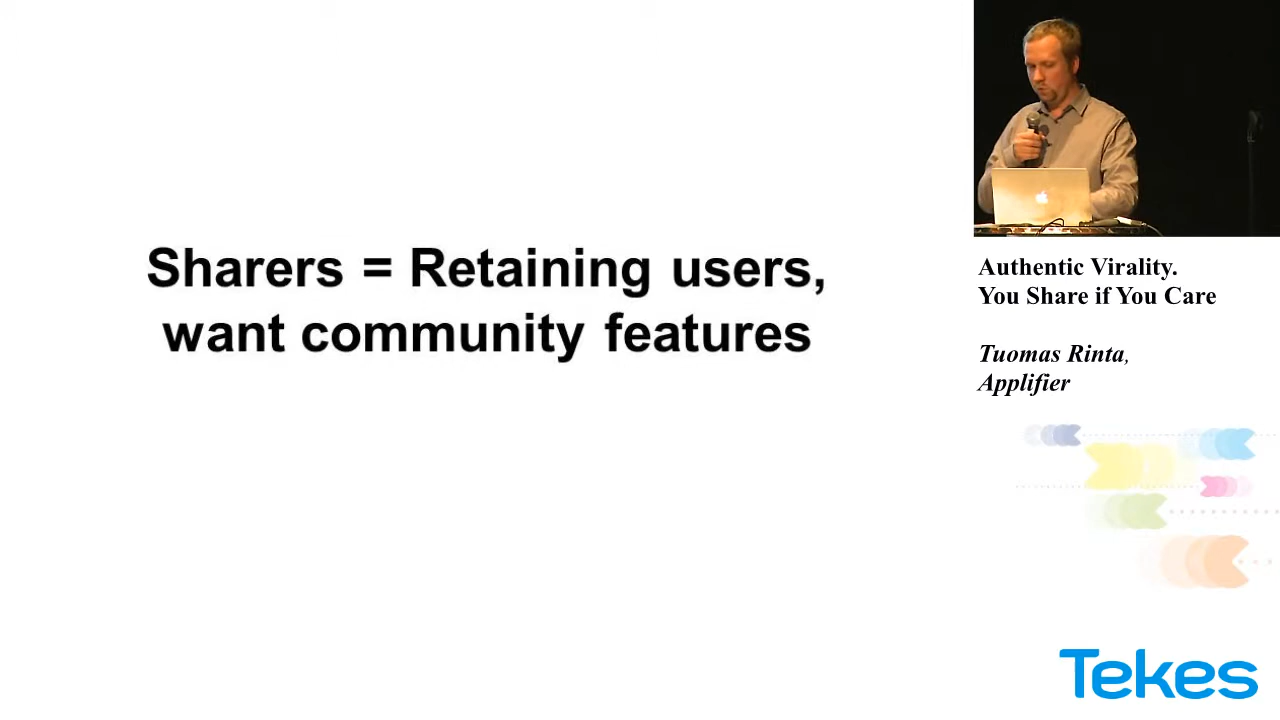 Sharers = Retaining users,
want community features
Authentic Virality.
You Share if You Care
Tuomas Rinta,
Applifier
Tekes